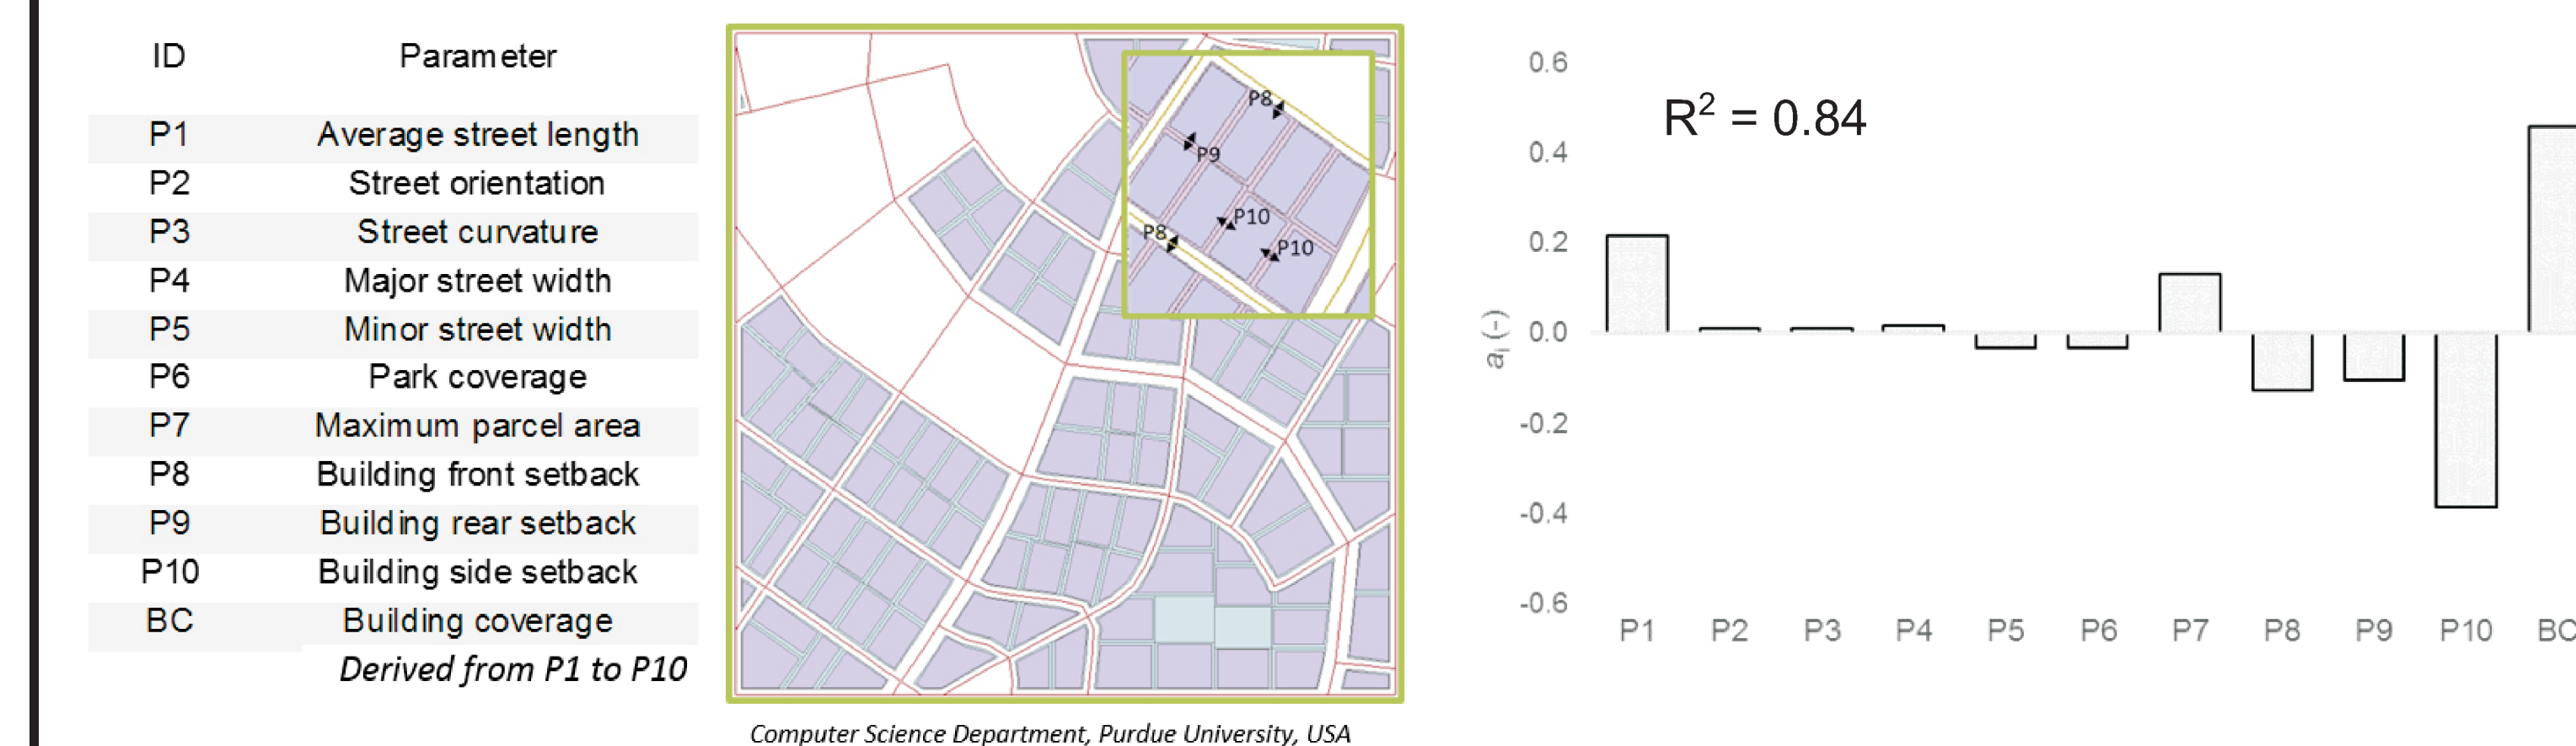 ID Parameter
P1 Average street length
P2 Street orientation
P3 Street curvature
P4 Major street width
P5 Minor street width
P6 Park coverage
P7 Maximum parcel area
P8 Building front setback
P9 Building rear setback
P10 Building side setback
BC Building coverage
Derived from P1 to P10
P8
P9
P10
P8
P10
Computer Science Department, Purdue University, USA
R² = 0.84
aᵢ (-)
0.6
0.4
0.2
0.0
-0.2
-0.4
-0.6
P1 P2 P3 P4 P5 P6 P7 P8 P9 P10 BC